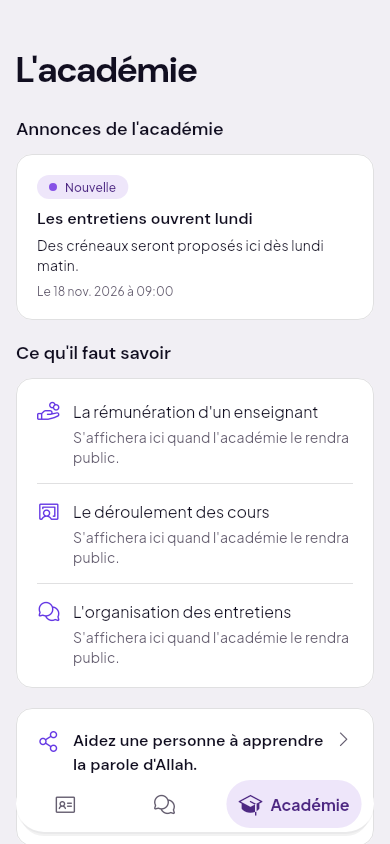 L'académie
Annonces de l'académie
Nouvelle
Les entretiens ouvrent lundi
Des créneaux seront proposés ici dès lundi
matin.
Le 18 nov. 2026 à 09:00
Ce qu'il faut savoir
La rémunération d'un enseignant
S'affichera ici quand l'académie le rendra
public.
Le déroulement des cours
S'affichera ici quand l'académie le rendra
public.
L'organisation des entretiens
S'affichera ici quand l'académie le rendra
public.
Aidez une personne à apprendre
la parole d'Allah.
Académie